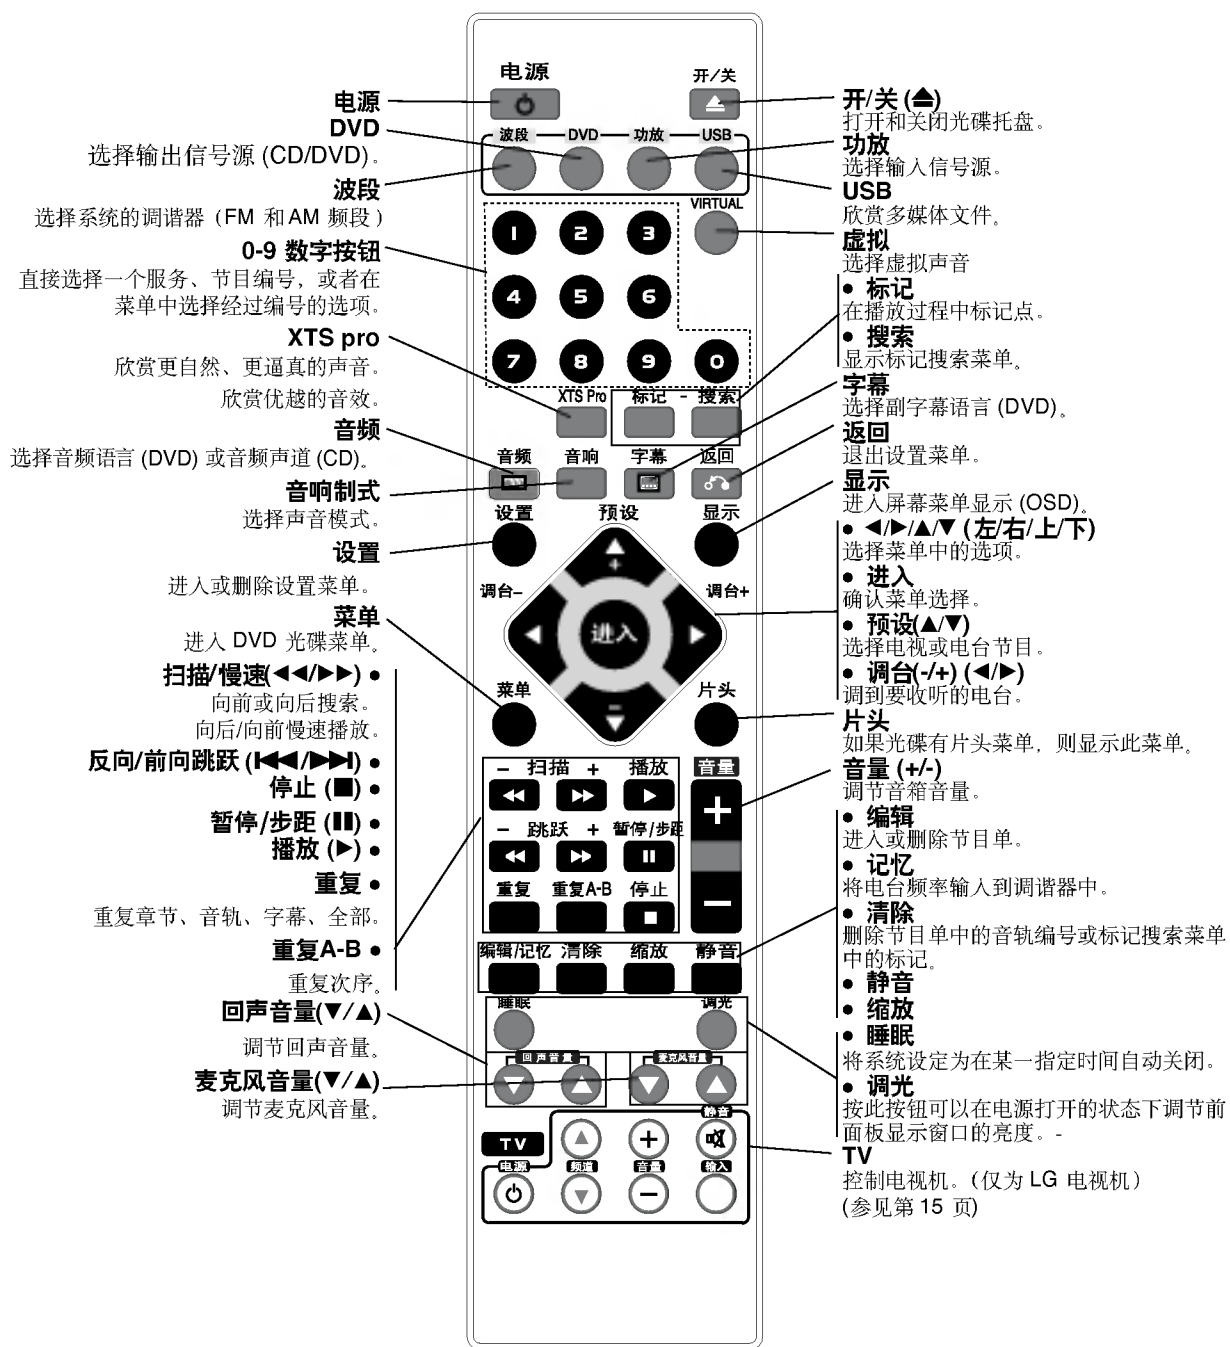 电源
DVD
选择输出信号源 (CD/DVD)。
波段
选择系统的调谐器（FM 和AM 频段）
0-9 数字按钮
直接选择一个服务、节目编号，或者在
菜单中选择经过编号的选项。
XTS pro
欣赏更自然、更逼真的声音。
欣赏优越的音效。
音频
选择音频语言 (DVD) 或音频声道 (CD)。
音响制式
选择声音模式。
设置
进入或删除设置菜单。
菜单
进入 DVD 光碟菜单。
扫描/慢速(◀◀/▶▶) ●
向前或向后搜索。
向后/向前慢速播放。
反向/前向跳跃 (I◀◀/▶▶I) ●
停止 (■) ●
暂停/步距 (▮▮) ●
播放 (▶) ●
重复 ●
重复章节、音轨、字幕、全部。
重复A-B ●
重复次序。
回声音量(▼/▲)
调节回声音量。
麦克风音量(▼/▲)
调节麦克风音量。
电源
开/关
波段 DVD 功放 USB
VIRTUAL
1 2 3
4 5 6
7 8 9 0
XTS Pro 标记 - 搜索
音频 音响 字幕 返回
设置 预设 显示
+
调台- 调台+
进入
-
菜单 片头
- 扫描 + 播放 音量
+
- 跳跃 + 暂停/步距
重复 重复A-B 停止
-
编辑/记忆 清除 缩放 静音
睡眠 调光
回声音量 麦克风音量
静音
TV
+
电源 频道 音量 输入
-
开/关 (⏏)
打开和关闭光碟托盘。
功放
选择输入信号源。
USB
欣赏多媒体文件。
虚拟
选择虚拟声音
● 标记
在播放过程中标记点。
● 搜索
显示标记搜索菜单。
字幕
选择副字幕语言 (DVD)。
返回
退出设置菜单。
显示
进入屏幕菜单显示 (OSD)。
● ◀/▶/▲/▼ ( 左/右/上/下)
选择菜单中的选项。
● 进入
确认菜单选择。
● 预设(▲/▼)
选择电视或电台节目。
● 调台(-/+) (◀/▶)
调到要收听的电台。
片头
如果光碟有片头菜单，则显示此菜单。
音量 (+/-)
调节音箱音量。
● 编辑
进入或删除节目单。
● 记忆
将电台频率输入到调谐器中。
● 清除
删除节目单中的音轨编号或标记搜索菜单
中的标记。
● 静音
● 缩放
● 睡眠
将系统设定为在某一指定时间自动关闭。
● 调光
按此按钮可以在电源打开的状态下调节前
面板显示窗口的亮度。-
TV
控制电视机。（仅为 LG 电视机）
(参见第 15 页)